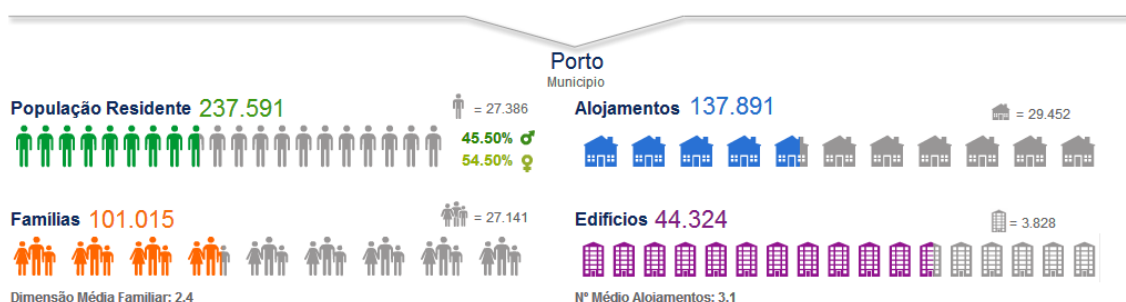 Porto
Municipio
População Residente 237.591
= 27.386
45.50% ♂
54.50% ♀
Alojamentos 137.891
= 29.452
Famílias 101.015
= 27.141
Dimensão Média Familiar: 2.4
Edifícios 44.324
= 3.828
Nº Médio Alojamentos: 3.1